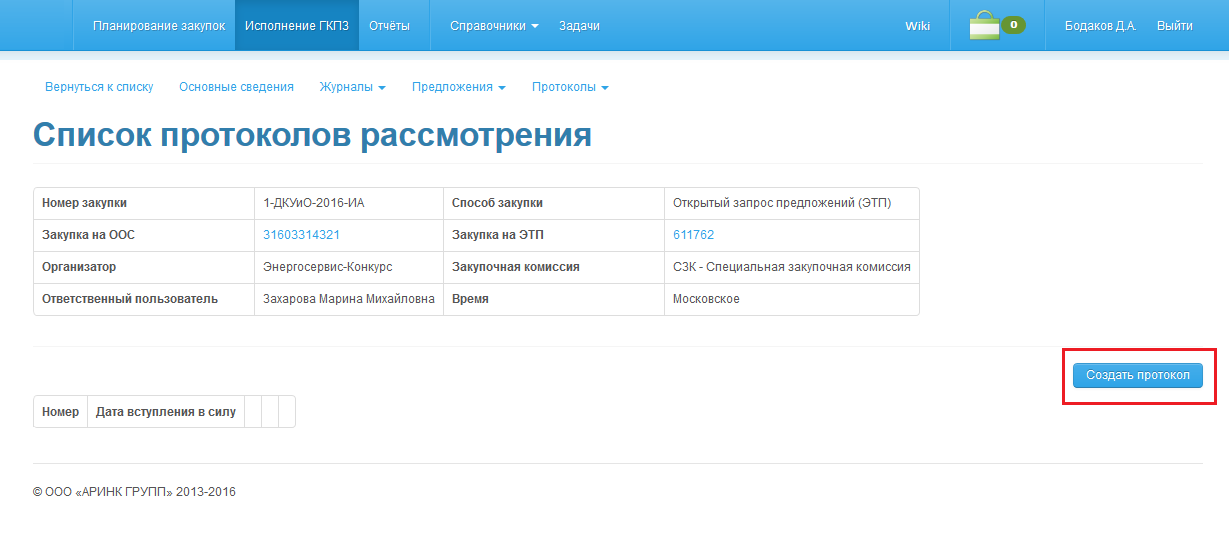 Планирование закупок Исполнение ГКПЗ Отчёты Справочники Задачи Wiki 0 Бодаков Д.А. Выйти
Вернуться к списку Основные сведения Журналы Предложения Протоколы
Список протоколов рассмотрения
Номер закупки 1-ДКУиО-2016-ИА Способ закупки Открытый запрос предложений (ЭТП)
Закупка на ООС 31603314321 Закупка на ЭТП 611762
Организатор Энергосервис-Конкурс Закупочная комиссия СЗК - Специальная закупочная комиссия
Ответственный пользователь Захарова Марина Михайловна Время Московское
Создать протокол
Номер Дата вступления в силу
© ООО «АРИНК ГРУПП» 2013-2016